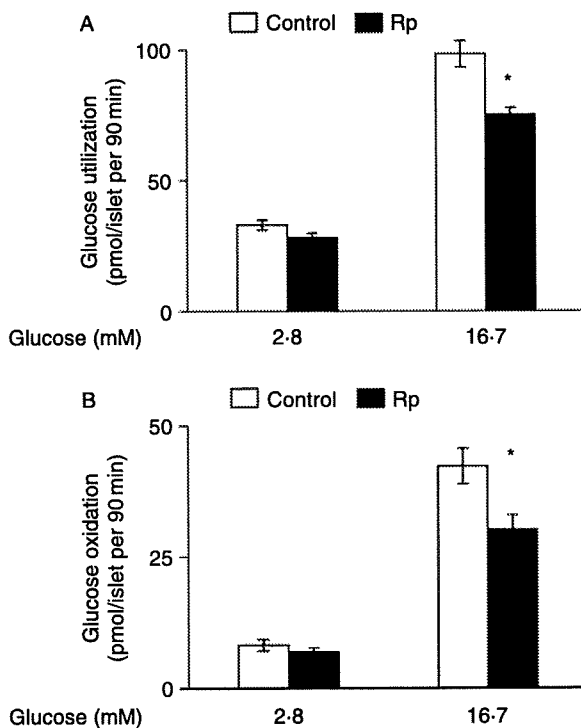 A
Control Rp
Glucose utilization
(pmol/islet per 90 min)
100
50
0
*
Glucose (mM) 2·8 16·7
B
Control Rp
Glucose oxidation
(pmol/islet per 90 min)
50
25
0
*
Glucose (mM) 2·8 16·7